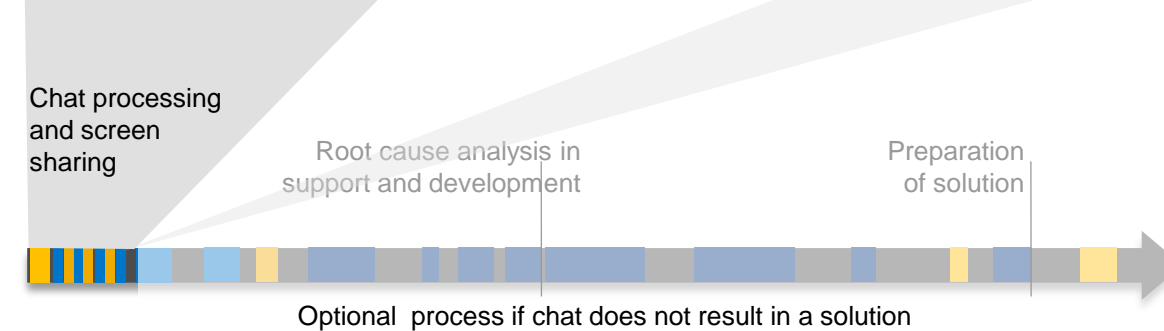 Chat processing
and screen
sharing
Root cause analysis in
support and development
Preparation
of solution
Optional  process if chat does not result in a solution